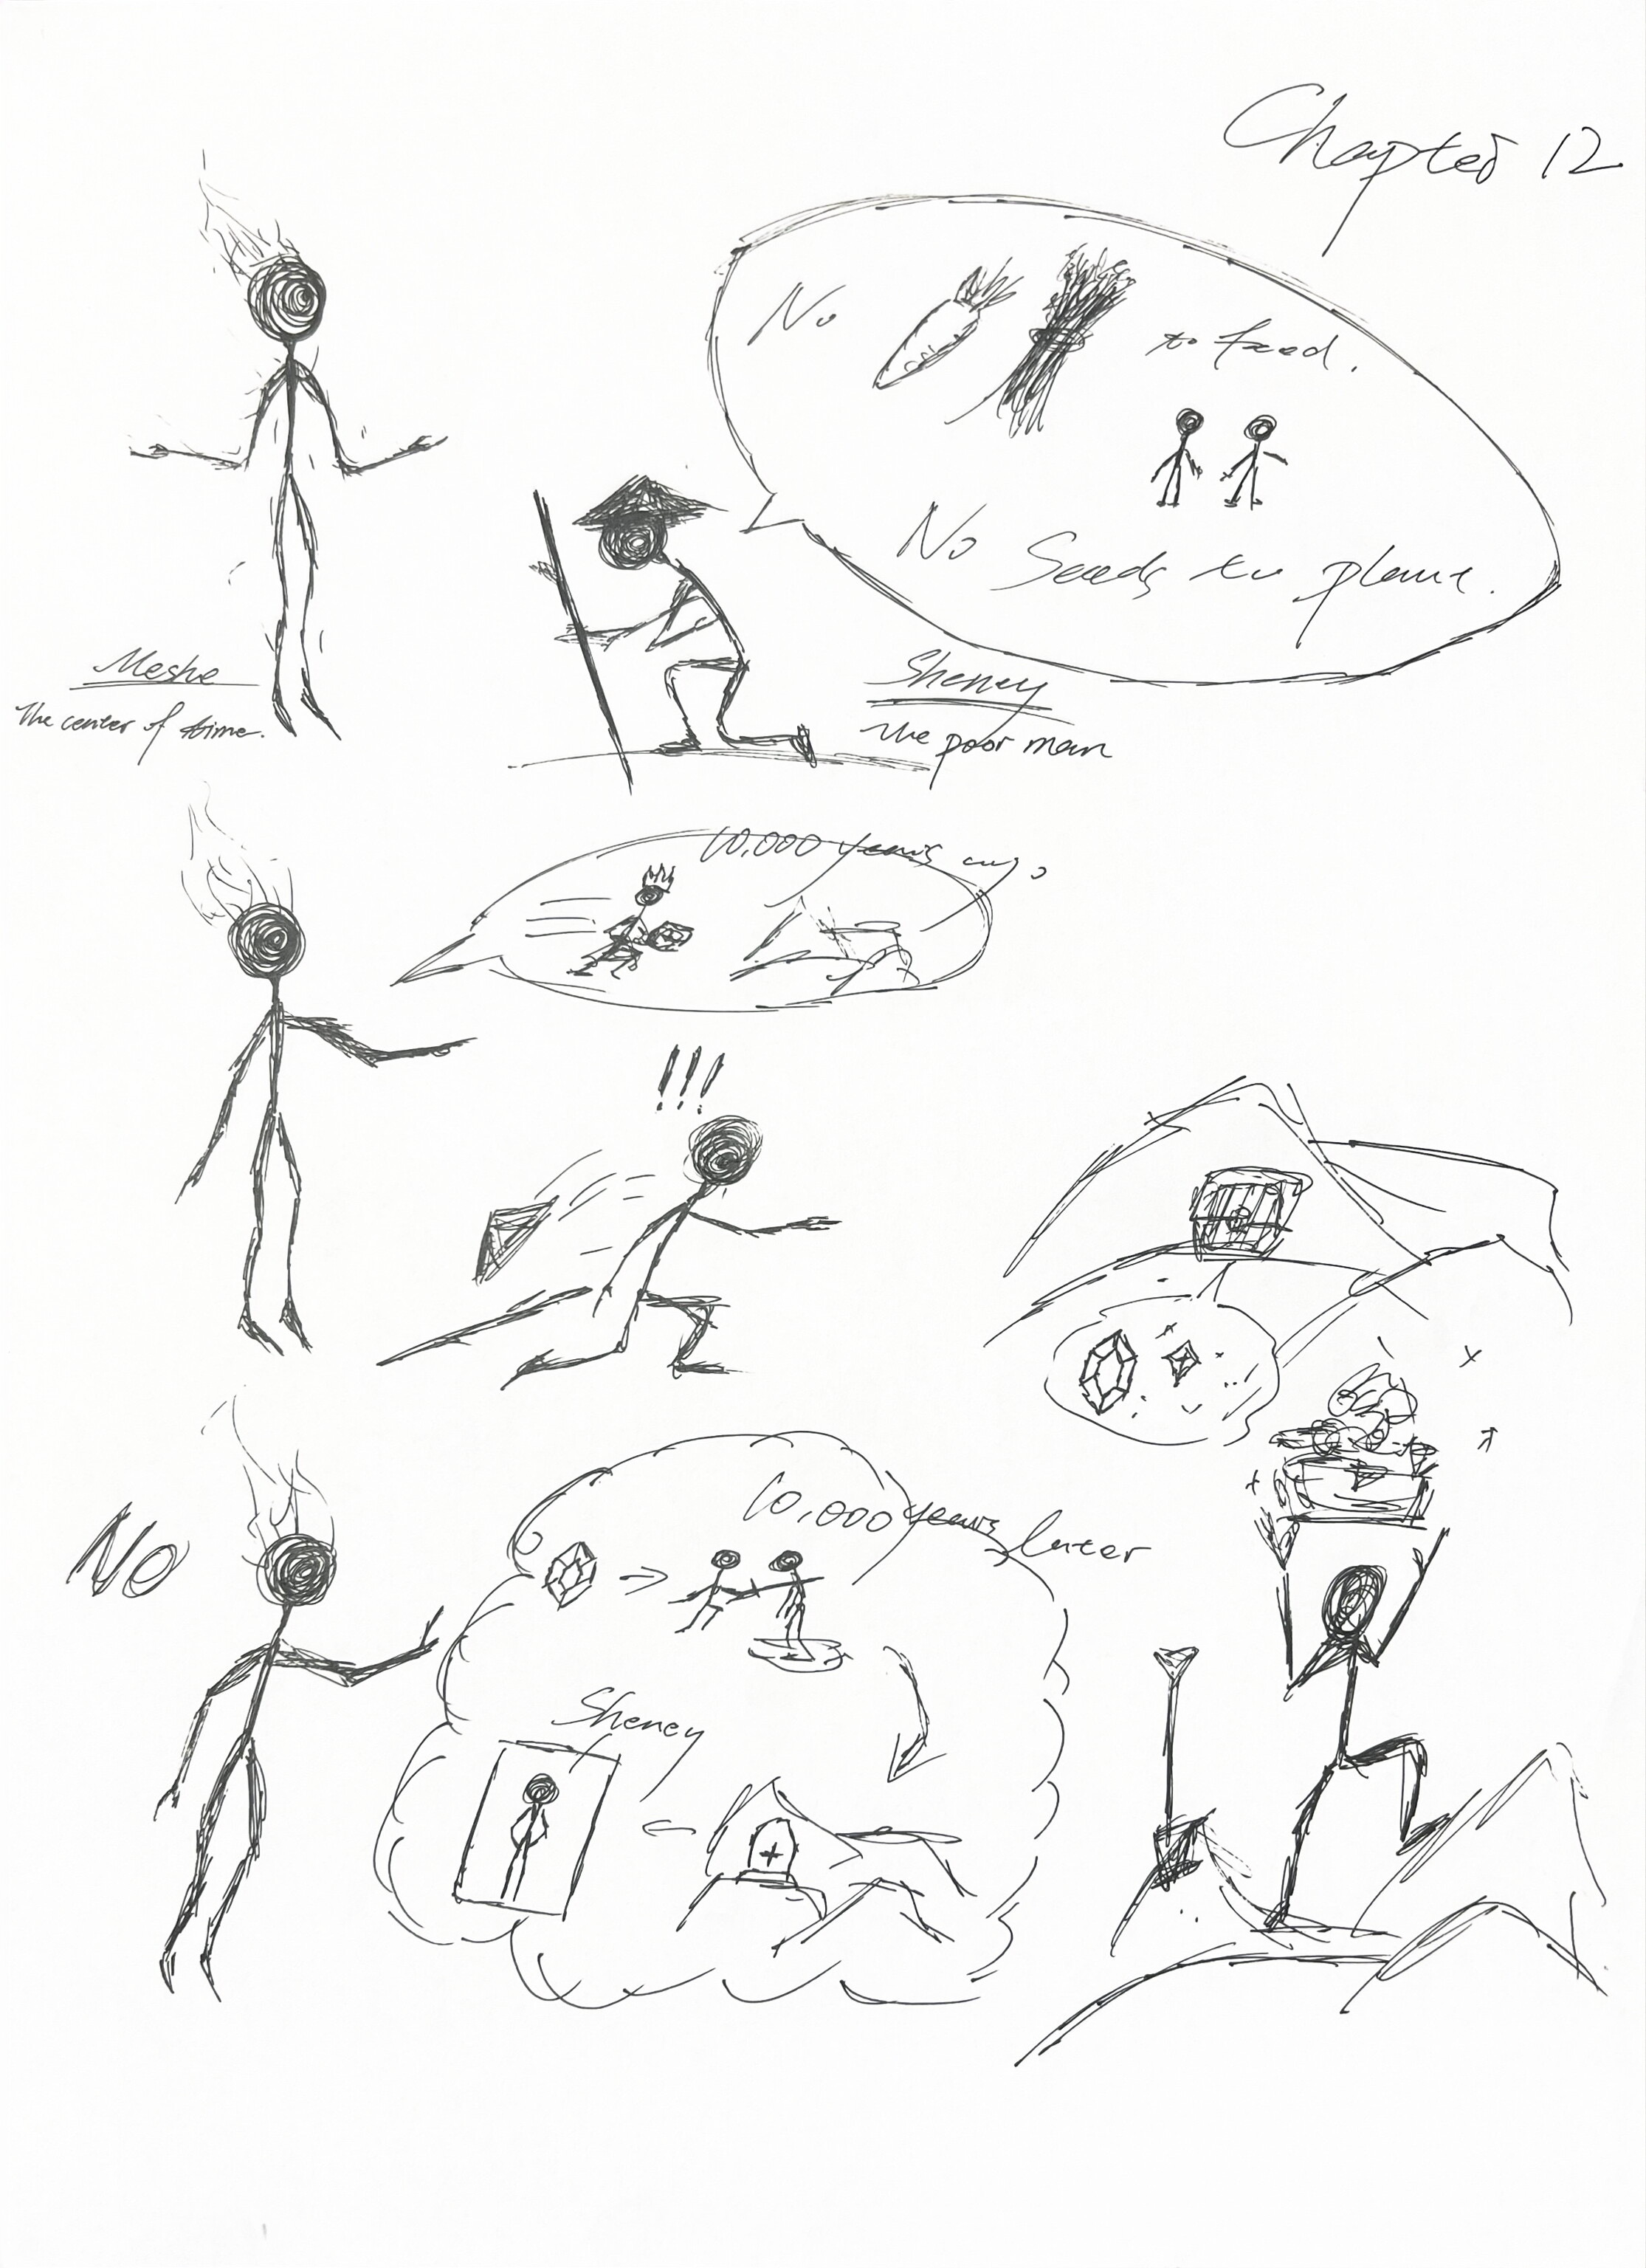 Chapter 12
No to feed.
No Seeds to plant.
Meshe
The center of time.
Sheney
The poor man
10,000 years ago
!!!
No
10,000 years later
Sheney